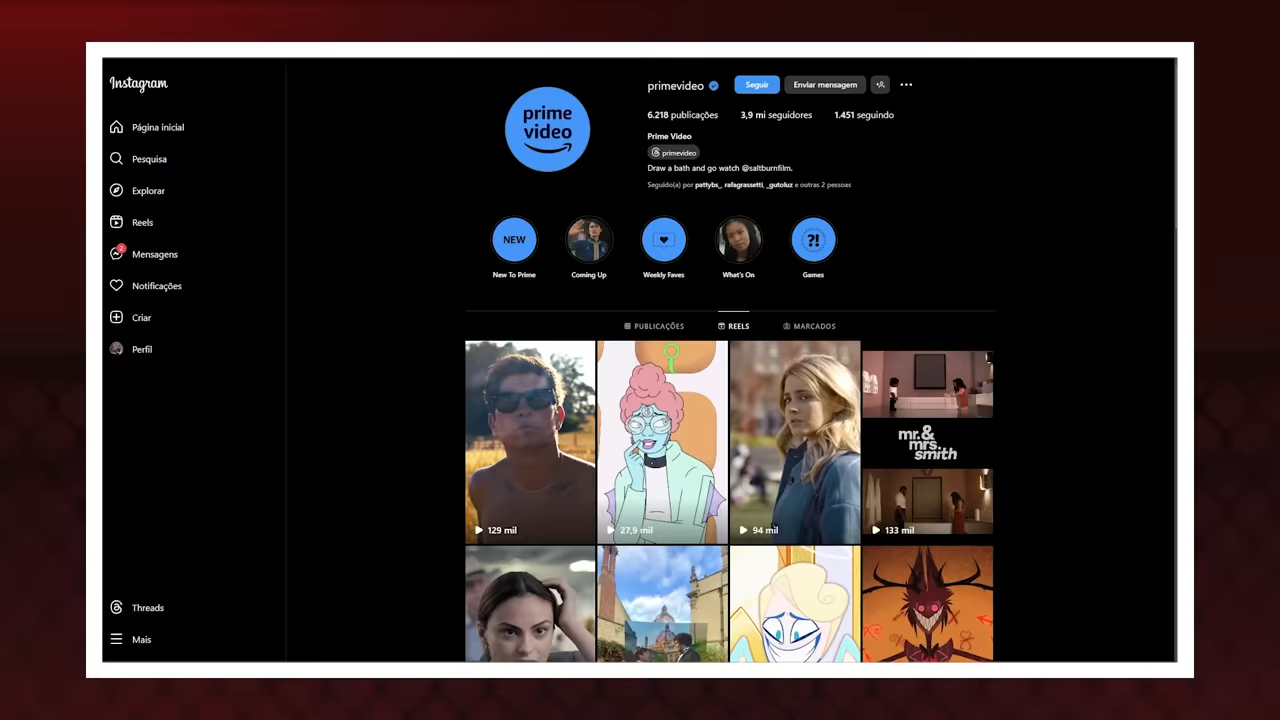 Instagram
Página inicial
Pesquisa
Explorar
Reels
2
Mensagens
Notificações
Criar
Perfil
Threads
Mais
prime
video
primevideo
Seguir
Enviar mensagem
6.218 publicações
3,9 mi seguidores
1.451 seguindo
Prime Video
primevideo
Draw a bath and go watch @saltburnfilm.
Seguido(a) por pattybs_, rafagrassetti, _gutoluz e outras 2 pessoas
NEW
?!
New To Prime
Coming Up
Weekly Faves
What's On
Games
PUBLICAÇÕES
REELS
MARCADOS
mr.&
mrs.
smith
129 mil
27,9 mil
94 mil
133 mil